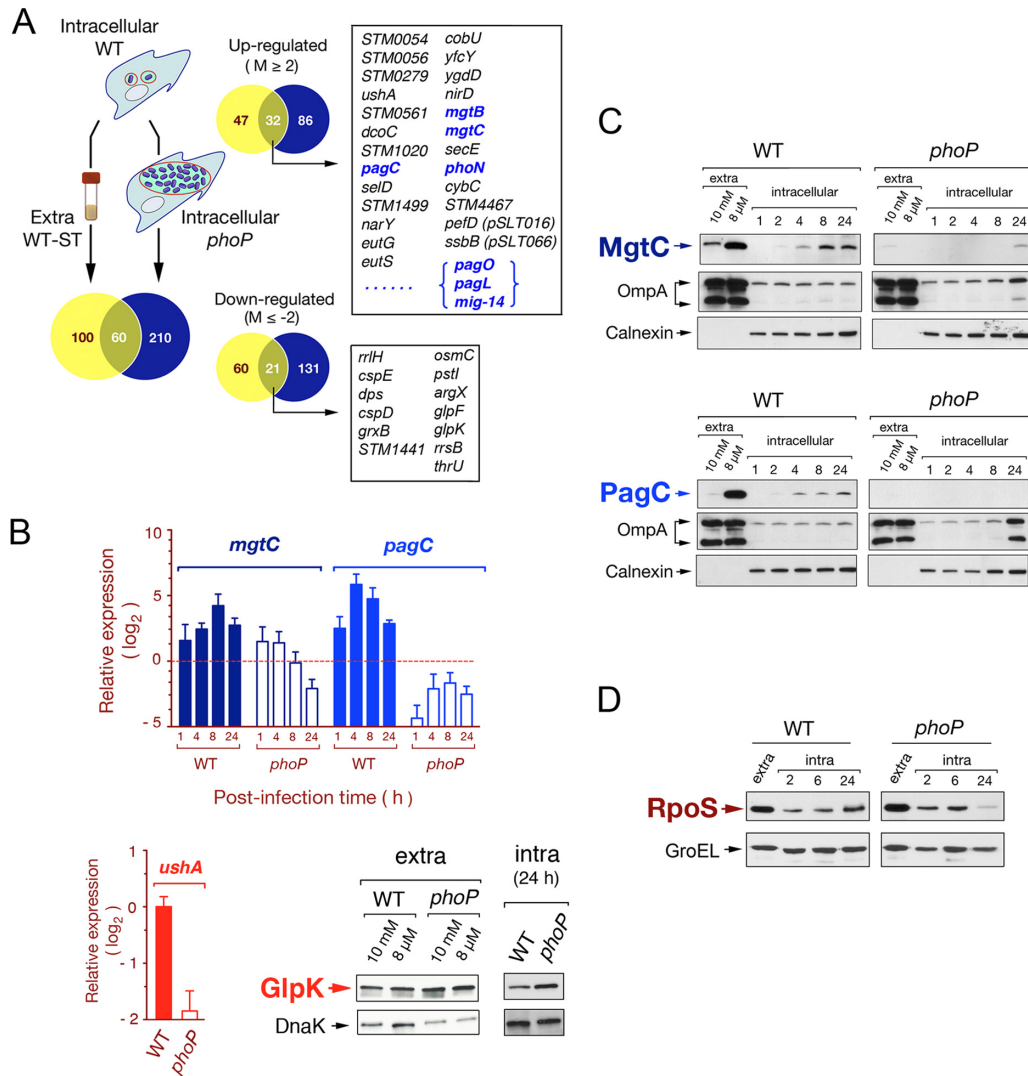 A
Intracellular
WT
Extra
WT-ST
Intracellular
phoP
100 60 210
Up-regulated
( M ≥ 2)
47 32 86
Down-regulated
(M ≤ -2)
60 21 131
STM0054 cobU
STM0056 yfcY
STM0279 ygdD
ushA nirD
STM0561 mgtB
dcoC mgtC
STM1020 secE
pagC phoN
selD cybC
STM1499 STM4467
narY pefD (pSLT016)
eutG ssbB (pSLT066)
eutS pagO
...... pagL
mig-14
rrlH osmC
cspE pstI
dps argX
cspD glpF
grxB glpK
STM1441 rrsB
thrU
B
Relative expression
( log2 )
10
5
0
- 5
mgtC pagC
1 4 8 24 1 4 8 24 1 4 8 24 1 4 8 24
WT phoP WT phoP
Post-infection time ( h )
Relative expression
( log2 )
1
0
- 1
- 2
ushA
WT phoP
extra intra
(24 h)
WT phoP
10 mM 8 µM 10 mM 8 µM WT phoP
GlpK
DnaK
C
WT phoP
extra intracellular extra intracellular
10 mM 8 µM 1 2 4 8 24 10 mM 8 µM 1 2 4 8 24
MgtC
OmpA
Calnexin
WT phoP
extra intracellular extra intracellular
10 mM 8 µM 1 2 4 8 24 10 mM 8 µM 1 2 4 8 24
PagC
OmpA
Calnexin
D
WT phoP
extra intra extra intra
2 6 24 2 6 24
RpoS
GroEL